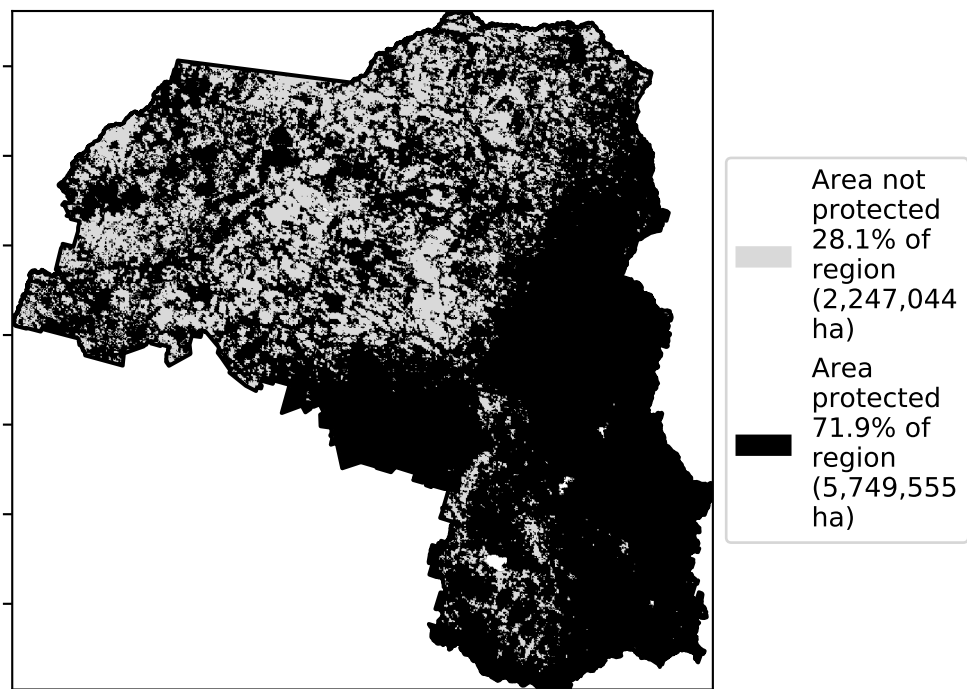 Area not
protected
28.1% of
region
(2,247,044
ha)
Area
protected
71.9% of
region
(5,749,555
ha)